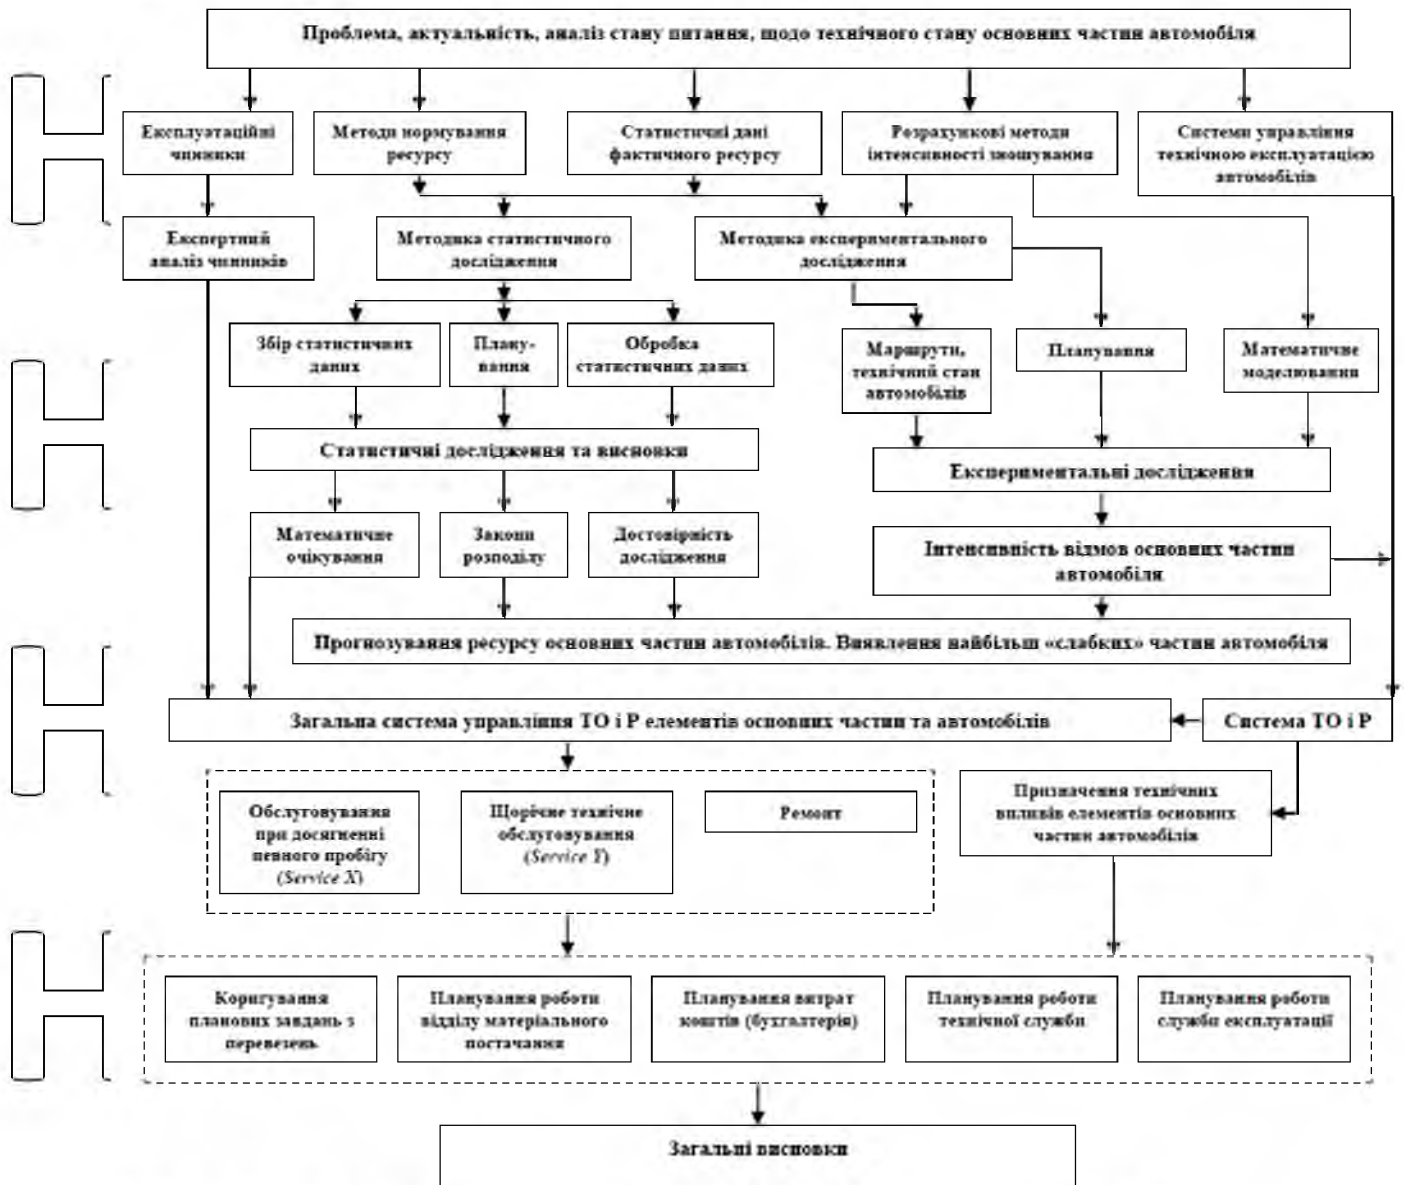 Проблема, актуальність, аналіз стану питання, щодо технічного стану основних частин автомобіля
Експлуатаційні
чинники
Методи нормування
ресурсу
Статистичні дані
фактичного ресурсу
Розрахункові методи
інтенсивності зношування
Системи управління
технічною експлуатацією
автомобілів
Експертний
аналіз чинників
Методика статистичного
дослідження
Методика експериментального
дослідження
Збір статистичних
даних
Плану-
вання
Обробка
статистичних даних
Маршрути,
технічний стан
автомобілів
Планування
Математичне
моделювання
Статистичні дослідження та висновки
Експериментальні дослідження
Математичне
очікування
Закони
розподілу
Достовірність
дослідження
Інтенсивність відмов основних частин
автомобіля
Прогнозування ресурсу основних частин автомобілів. Виявлення найбільш «слабких» частин автомобіля
Загальна система управління ТО і Р елементів основних частин та автомобілів
Система ТО і Р
Обслуговування
при досягненні
певного пробігу
(Service X)
Щорічне технічне
обслуговування
(Service Y)
Ремонт
Призначення технічних
впливів елементів основних
частин автомобілів
Коригування
планових завдань з
перевезень
Планування роботи
відділу матеріального
постачання
Планування витрат
коштів (бухгалтерія)
Планування роботи
технічної служби
Планування роботи
служби експлуатації
Загальні висновки